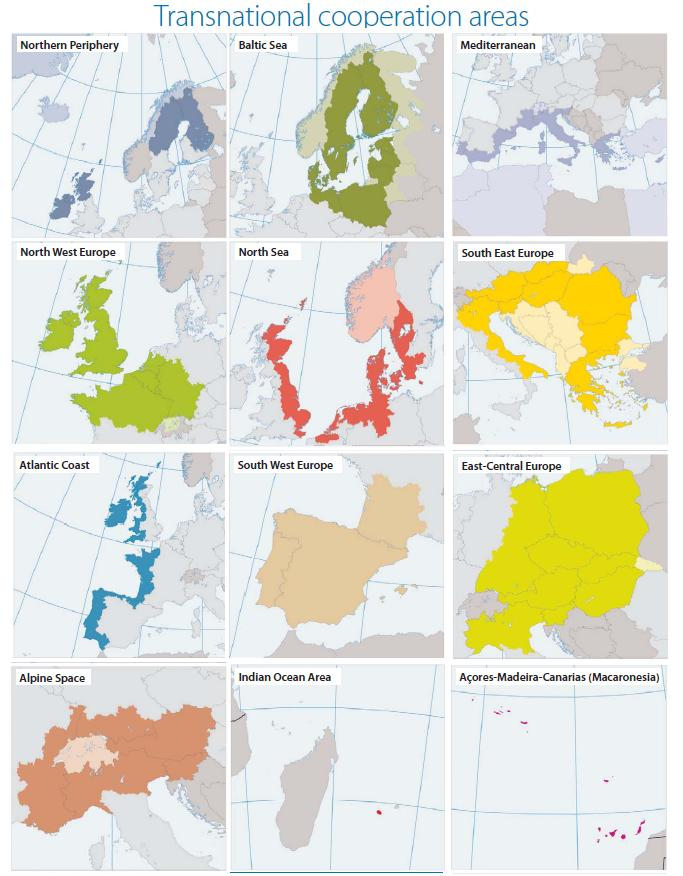 Transnational cooperation areas
Northern Periphery
Baltic Sea
Mediterranean
North West Europe
North Sea
South East Europe
Atlantic Coast
South West Europe
East-Central Europe
Alpine Space
Indian Ocean Area
Açores-Madeira-Canarias (Macaronesia)